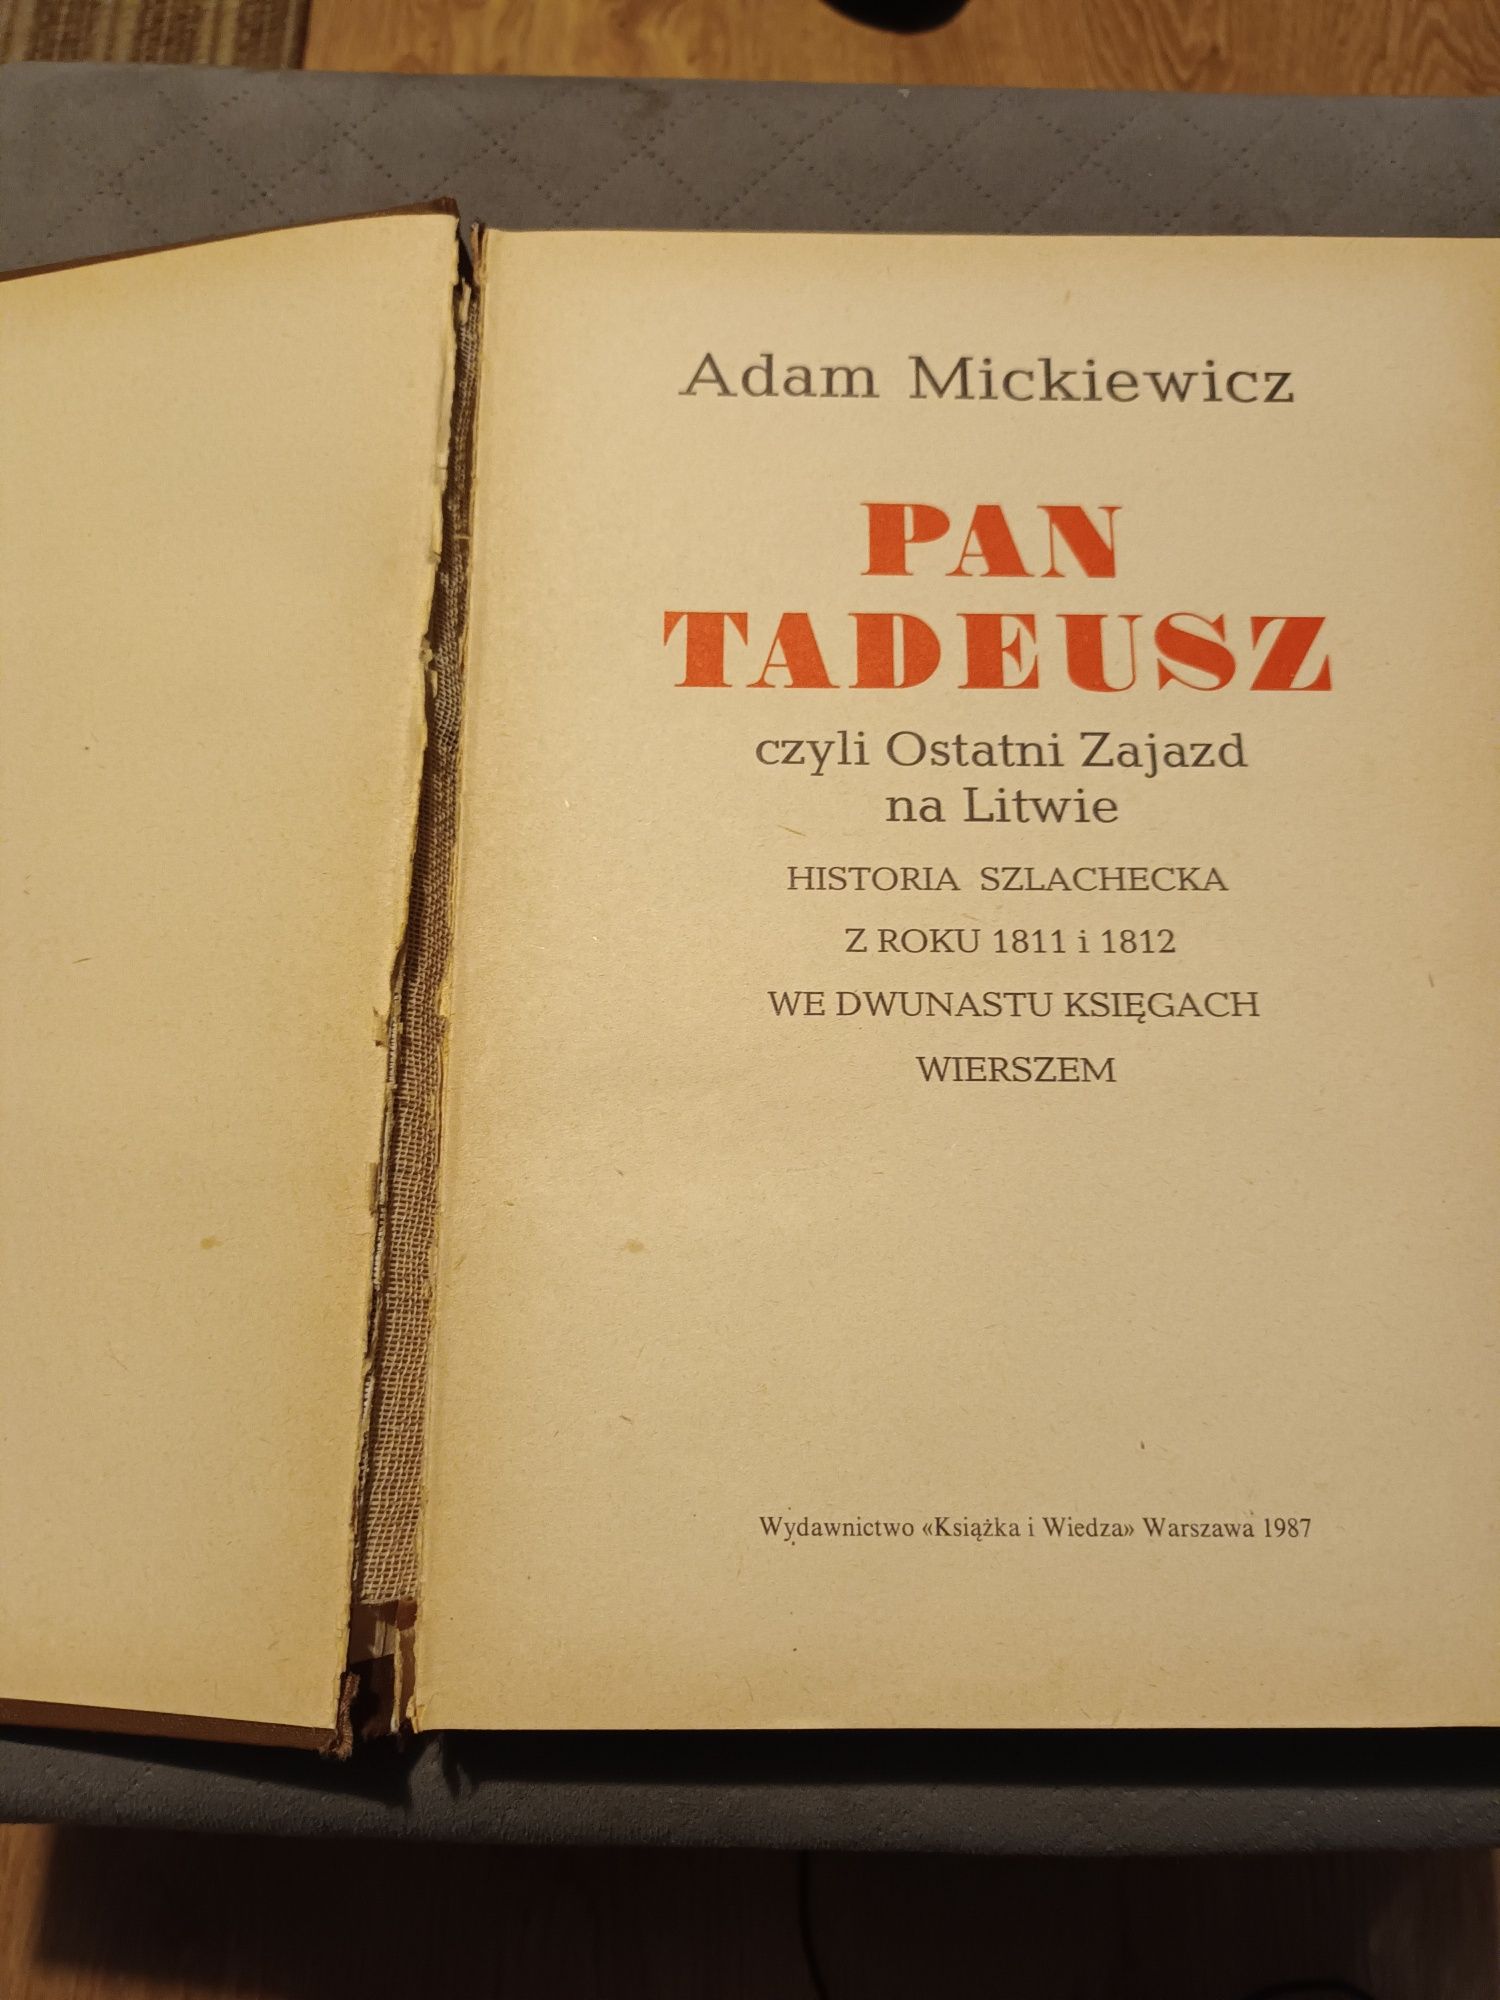 Adam Mickiewicz
PAN
TADEUSZ
czyli Ostatni Zajazd
na Litwie
HISTORIA SZLACHECKA
Z ROKU 1811 i 1812
WE DWUNASTU KSIĘGACH
WIERSZEM
Wydawnictwo «Książka i Wiedza» Warszawa 1987